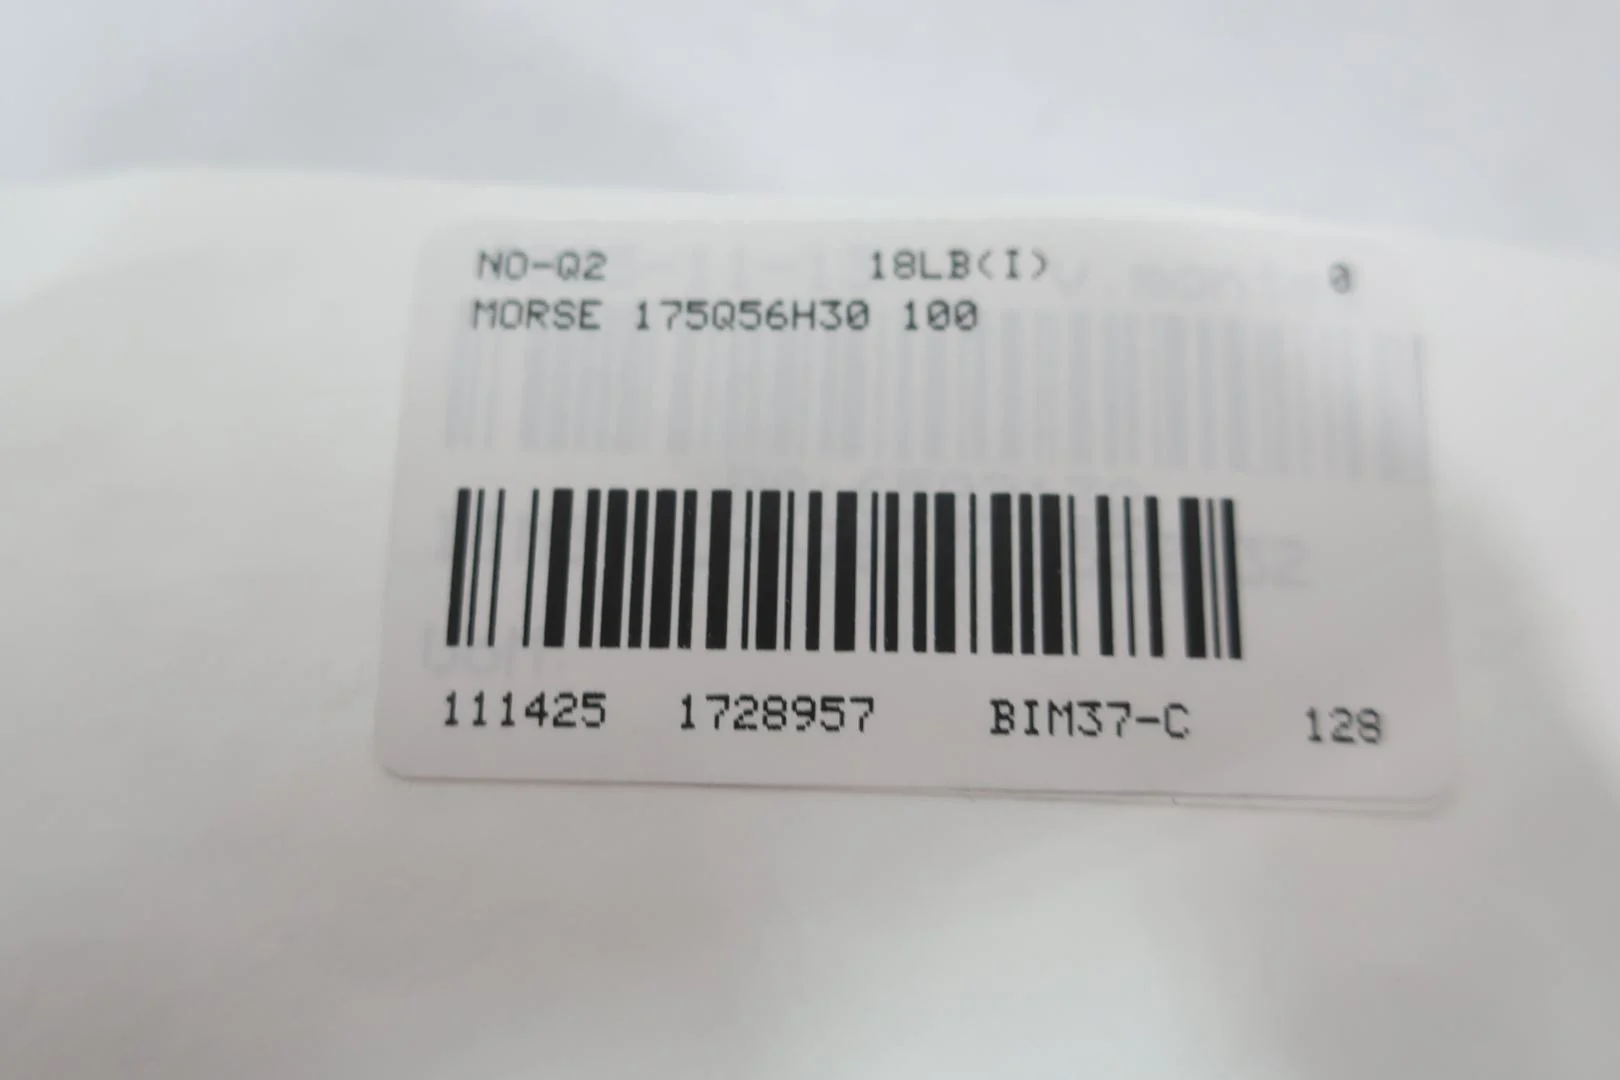 NO-Q2 18LB(I) 0
MORSE 175Q56H30 100
111425 1728957 BIM37-C 128